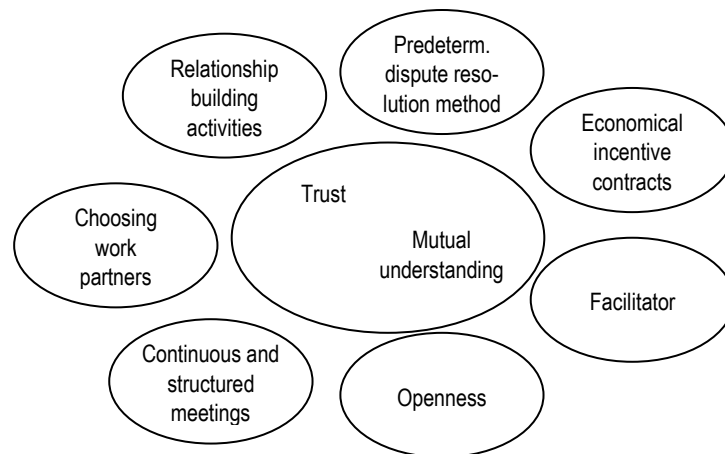 Predeterm.
dispute reso-
lution method
Relationship
building
activities
Economical
incentive
contracts
Trust
Mutual
understanding
Choosing
work
partners
Facilitator
Continuous and
structured
meetings
Openness